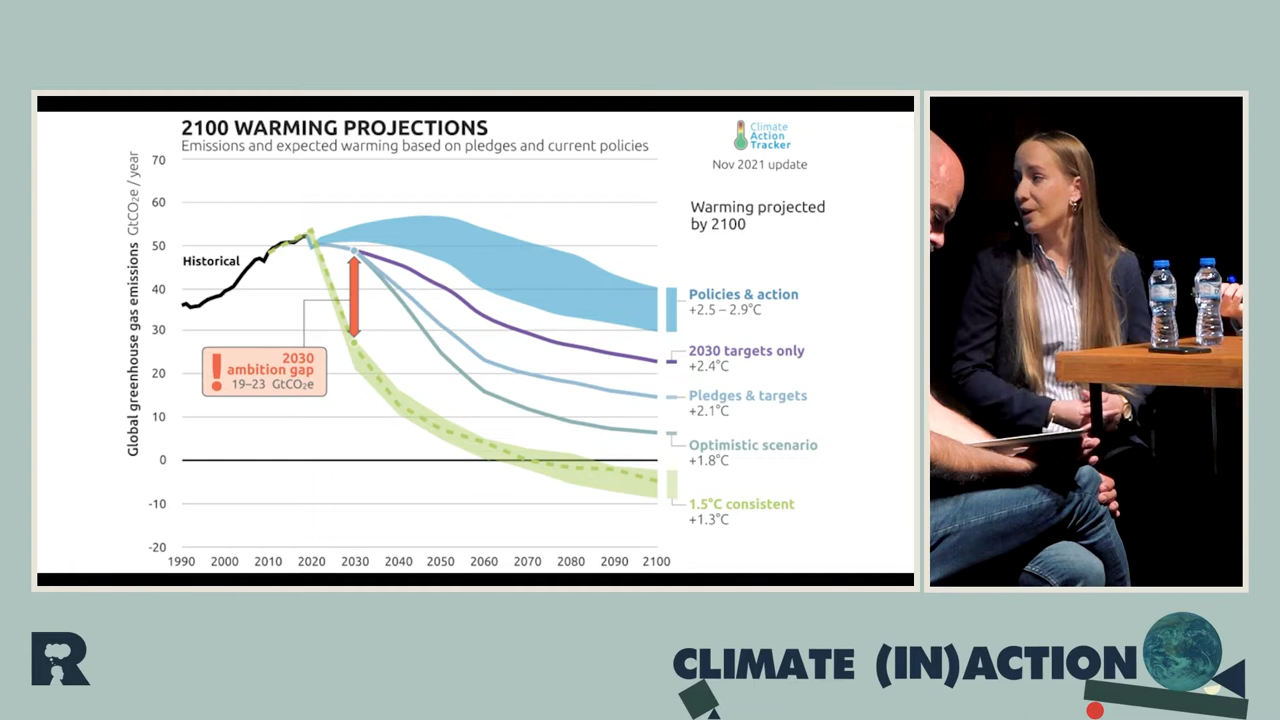 2100 WARMING PROJECTIONS
Emissions and expected warming based on pledges and current policies
Climate
Action
Tracker
Nov 2021 update
Global greenhouse gas emissions GtCO₂e / year
70
60
50
40
30
20
10
0
-10
-20
Historical
2030
ambition gap
19–23 GtCO₂e
Warming projected
by 2100
Policies & action
+2.5 – 2.9°C
2030 targets only
+2.4°C
Pledges & targets
+2.1°C
Optimistic scenario
+1.8°C
1.5°C consistent
+1.3°C
1990 2000 2010 2020 2030 2040 2050 2060 2070 2080 2090 2100
R
CLIMATE (IN)ACTION